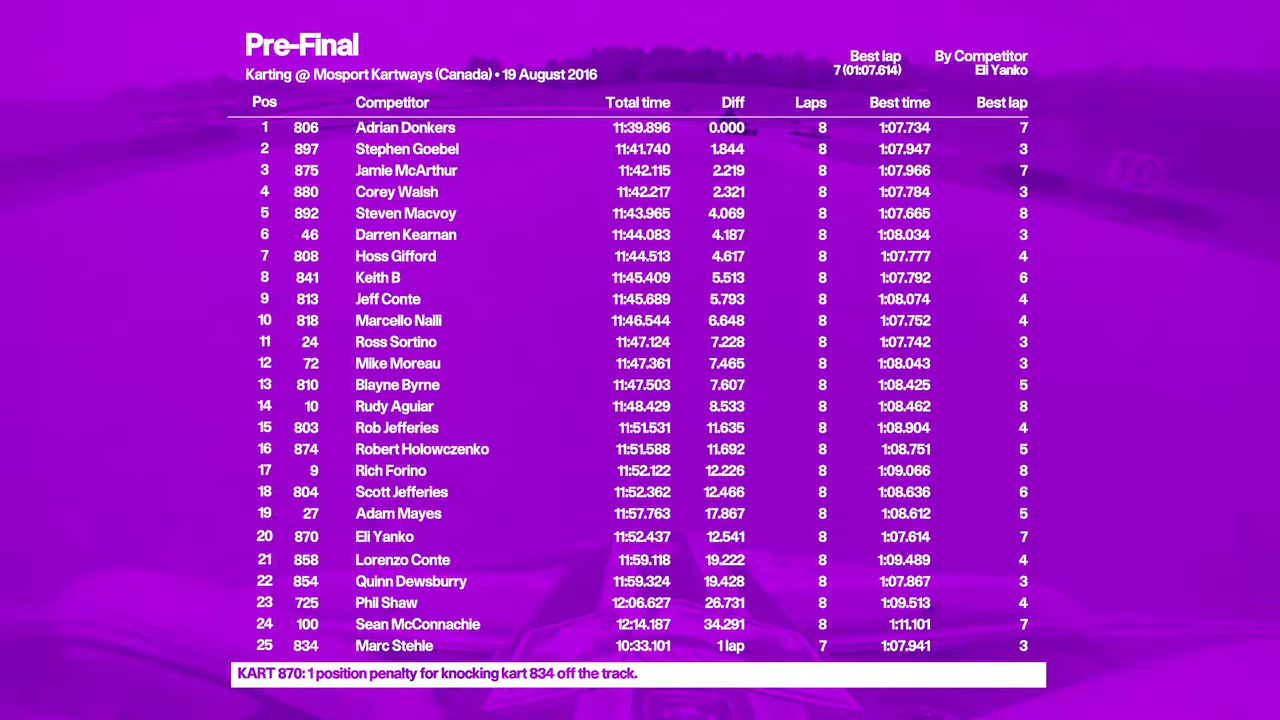 Pre-Final
Karting @ Mosport Kartways (Canada) • 19 August 2016
Best lap By Competitor
7 (01:07.614) Eli Yanko
Pos Competitor Total time Diff Laps Best time Best lap
1 806 Adrian Donkers 11:39.896 0.000 8 1:07.734 7
2 897 Stephen Goebel 11:41.740 1.844 8 1:07.947 3
3 875 Jamie McArthur 11:42.115 2.219 8 1:07.966 7
4 880 Corey Walsh 11:42.217 2.321 8 1:07.784 3
5 892 Steven Macvoy 11:43.965 4.069 8 1:07.665 8
6 46 Darren Kearnan 11:44.083 4.187 8 1:08.034 3
7 808 Hoss Gifford 11:44.513 4.617 8 1:07.777 4
8 841 Keith B 11:45.409 5.513 8 1:07.792 6
9 813 Jeff Conte 11:45.689 5.793 8 1:08.074 4
10 818 Marcello Nalli 11:46.544 6.648 8 1:07.752 4
11 24 Ross Sortino 11:47.124 7.228 8 1:07.742 3
12 72 Mike Moreau 11:47.361 7.465 8 1:08.043 3
13 810 Blayne Byrne 11:47.503 7.607 8 1:08.425 5
14 10 Rudy Aguiar 11:48.429 8.533 8 1:08.462 8
15 803 Rob Jefferies 11:51.531 11.635 8 1:08.904 4
16 874 Robert Holowczenko 11:51.588 11.692 8 1:08.751 5
17 9 Rich Forino 11:52.122 12.226 8 1:09.066 8
18 804 Scott Jefferies 11:52.362 12.466 8 1:08.636 6
19 27 Adam Mayes 11:57.763 17.867 8 1:08.612 5
20 870 Eli Yanko 11:52.437 12.541 8 1:07.614 7
21 858 Lorenzo Conte 11:59.118 19.222 8 1:09.489 4
22 854 Quinn Dewsburry 11:59.324 19.428 8 1:07.867 3
23 725 Phil Shaw 12:06.627 26.731 8 1:09.513 4
24 100 Sean McConnachie 12:14.187 34.291 8 1:11.101 7
25 834 Marc Stehle 10:33.101 1 lap 7 1:07.941 3
KART 870: 1 position penalty for knocking kart 834 off the track.